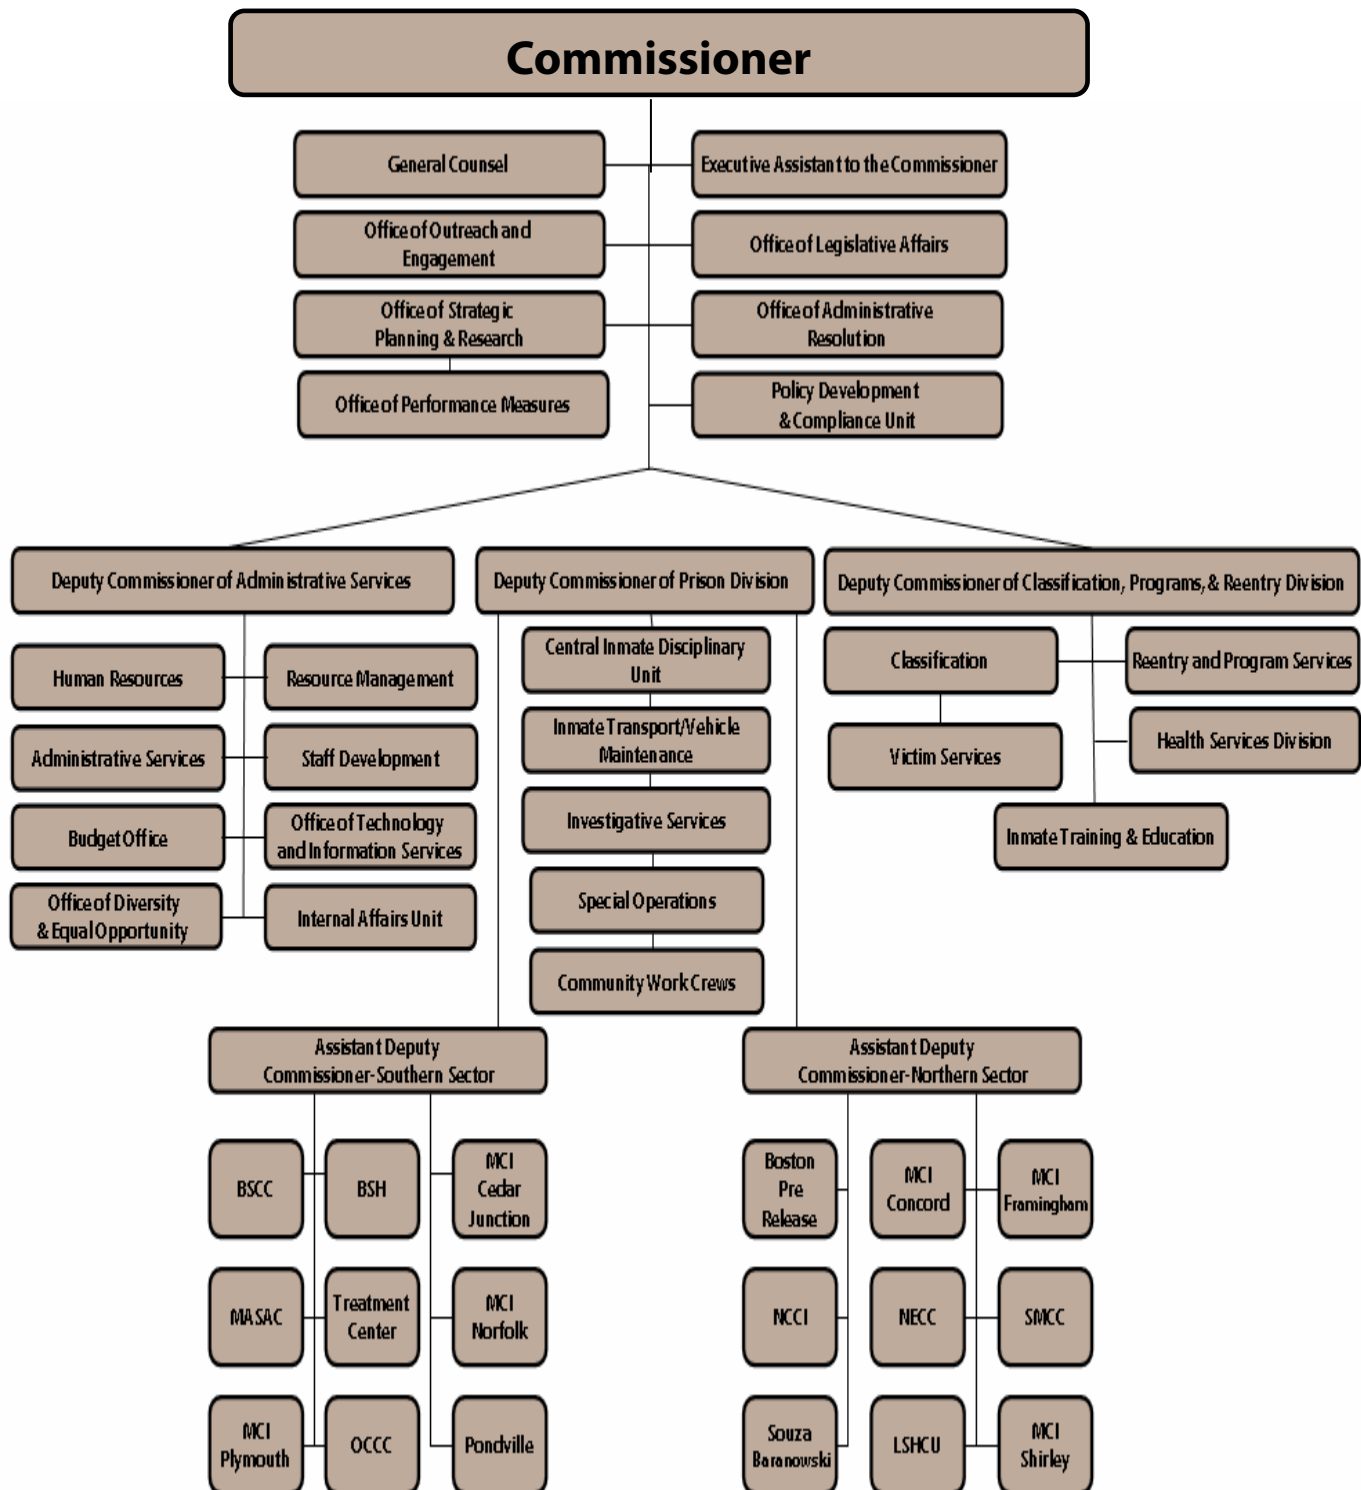 Commissioner
General Counsel
Executive Assistant to the Commissioner
Office of Outreach and
Engagement
Office of Legislative Affairs
Office of Strategic
Planning & Research
Office of Administrative
Resolution
Office of Performance Measures
Policy Development
& Compliance Unit
Deputy Commissioner of Administrative Services
Deputy Commissioner of Prison Division
Deputy Commissioner of Classification, Programs, & Reentry Division
Human Resources
Resource Management
Administrative Services
Staff Development
Budget Office
Office of Technology
and Information Services
Office of Diversity
& Equal Opportunity
Internal Affairs Unit
Central Inmate Disciplinary
Unit
Inmate Transport/Vehicle
Maintenance
Investigative Services
Special Operations
Community Work Crews
Classification
Reentry and Program Services
Victim Services
Health Services Division
Inmate Training & Education
Assistant Deputy
Commissioner-Southern Sector
BSCC
BSH
MCI
Cedar
Junction
MASAC
Treatment
Center
MCI
Norfolk
MCI
Plymouth
OCCC
Pondville
Assistant Deputy
Commissioner-Northern Sector
Boston
Pre
Release
MCI
Concord
MCI
Framingham
NCCI
NECC
SMCC
Souza
Baranowski
LSHCU
MCI
Shirley